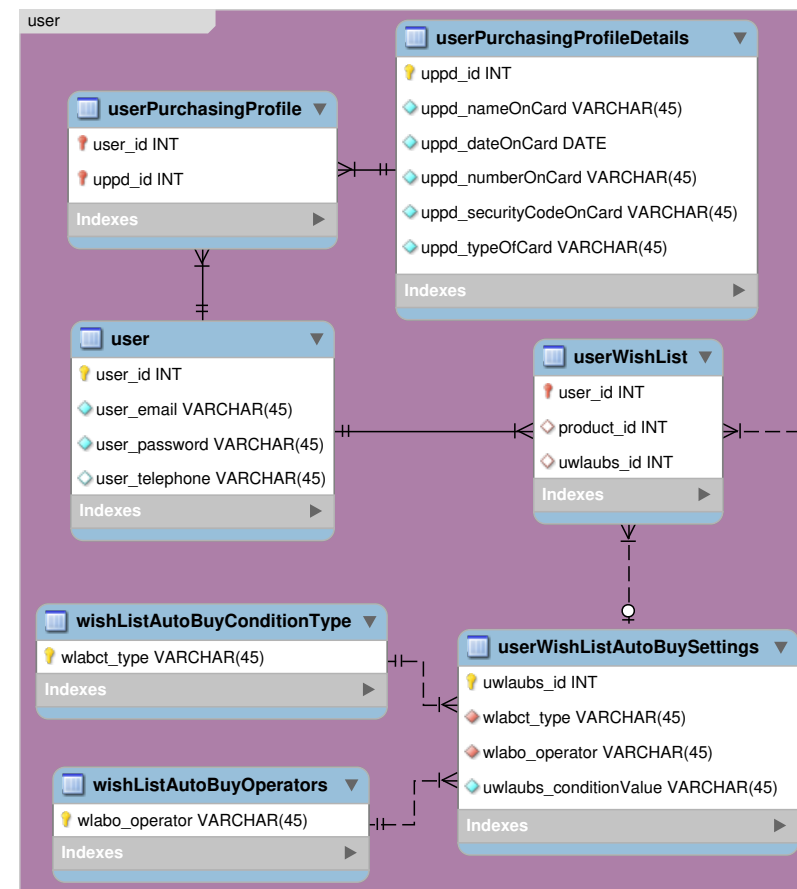 user
userPurchasingProfileDetails
uppd_id INT
uppd_nameOnCard VARCHAR(45)
uppd_dateOnCard DATE
uppd_numberOnCard VARCHAR(45)
uppd_securityCodeOnCard VARCHAR(45)
uppd_typeOfCard VARCHAR(45)
Indexes
userPurchasingProfile
user_id INT
uppd_id INT
Indexes
user
user_id INT
user_email VARCHAR(45)
user_password VARCHAR(45)
user_telephone VARCHAR(45)
Indexes
userWishList
user_id INT
product_id INT
uwlaubs_id INT
Indexes
wishListAutoBuyConditionType
wlabct_type VARCHAR(45)
Indexes
userWishListAutoBuySettings
uwlaubs_id INT
wlabct_type VARCHAR(45)
wlabo_operator VARCHAR(45)
uwlaubs_conditionValue VARCHAR(45)
Indexes
wishListAutoBuyOperators
wlabo_operator VARCHAR(45)
Indexes